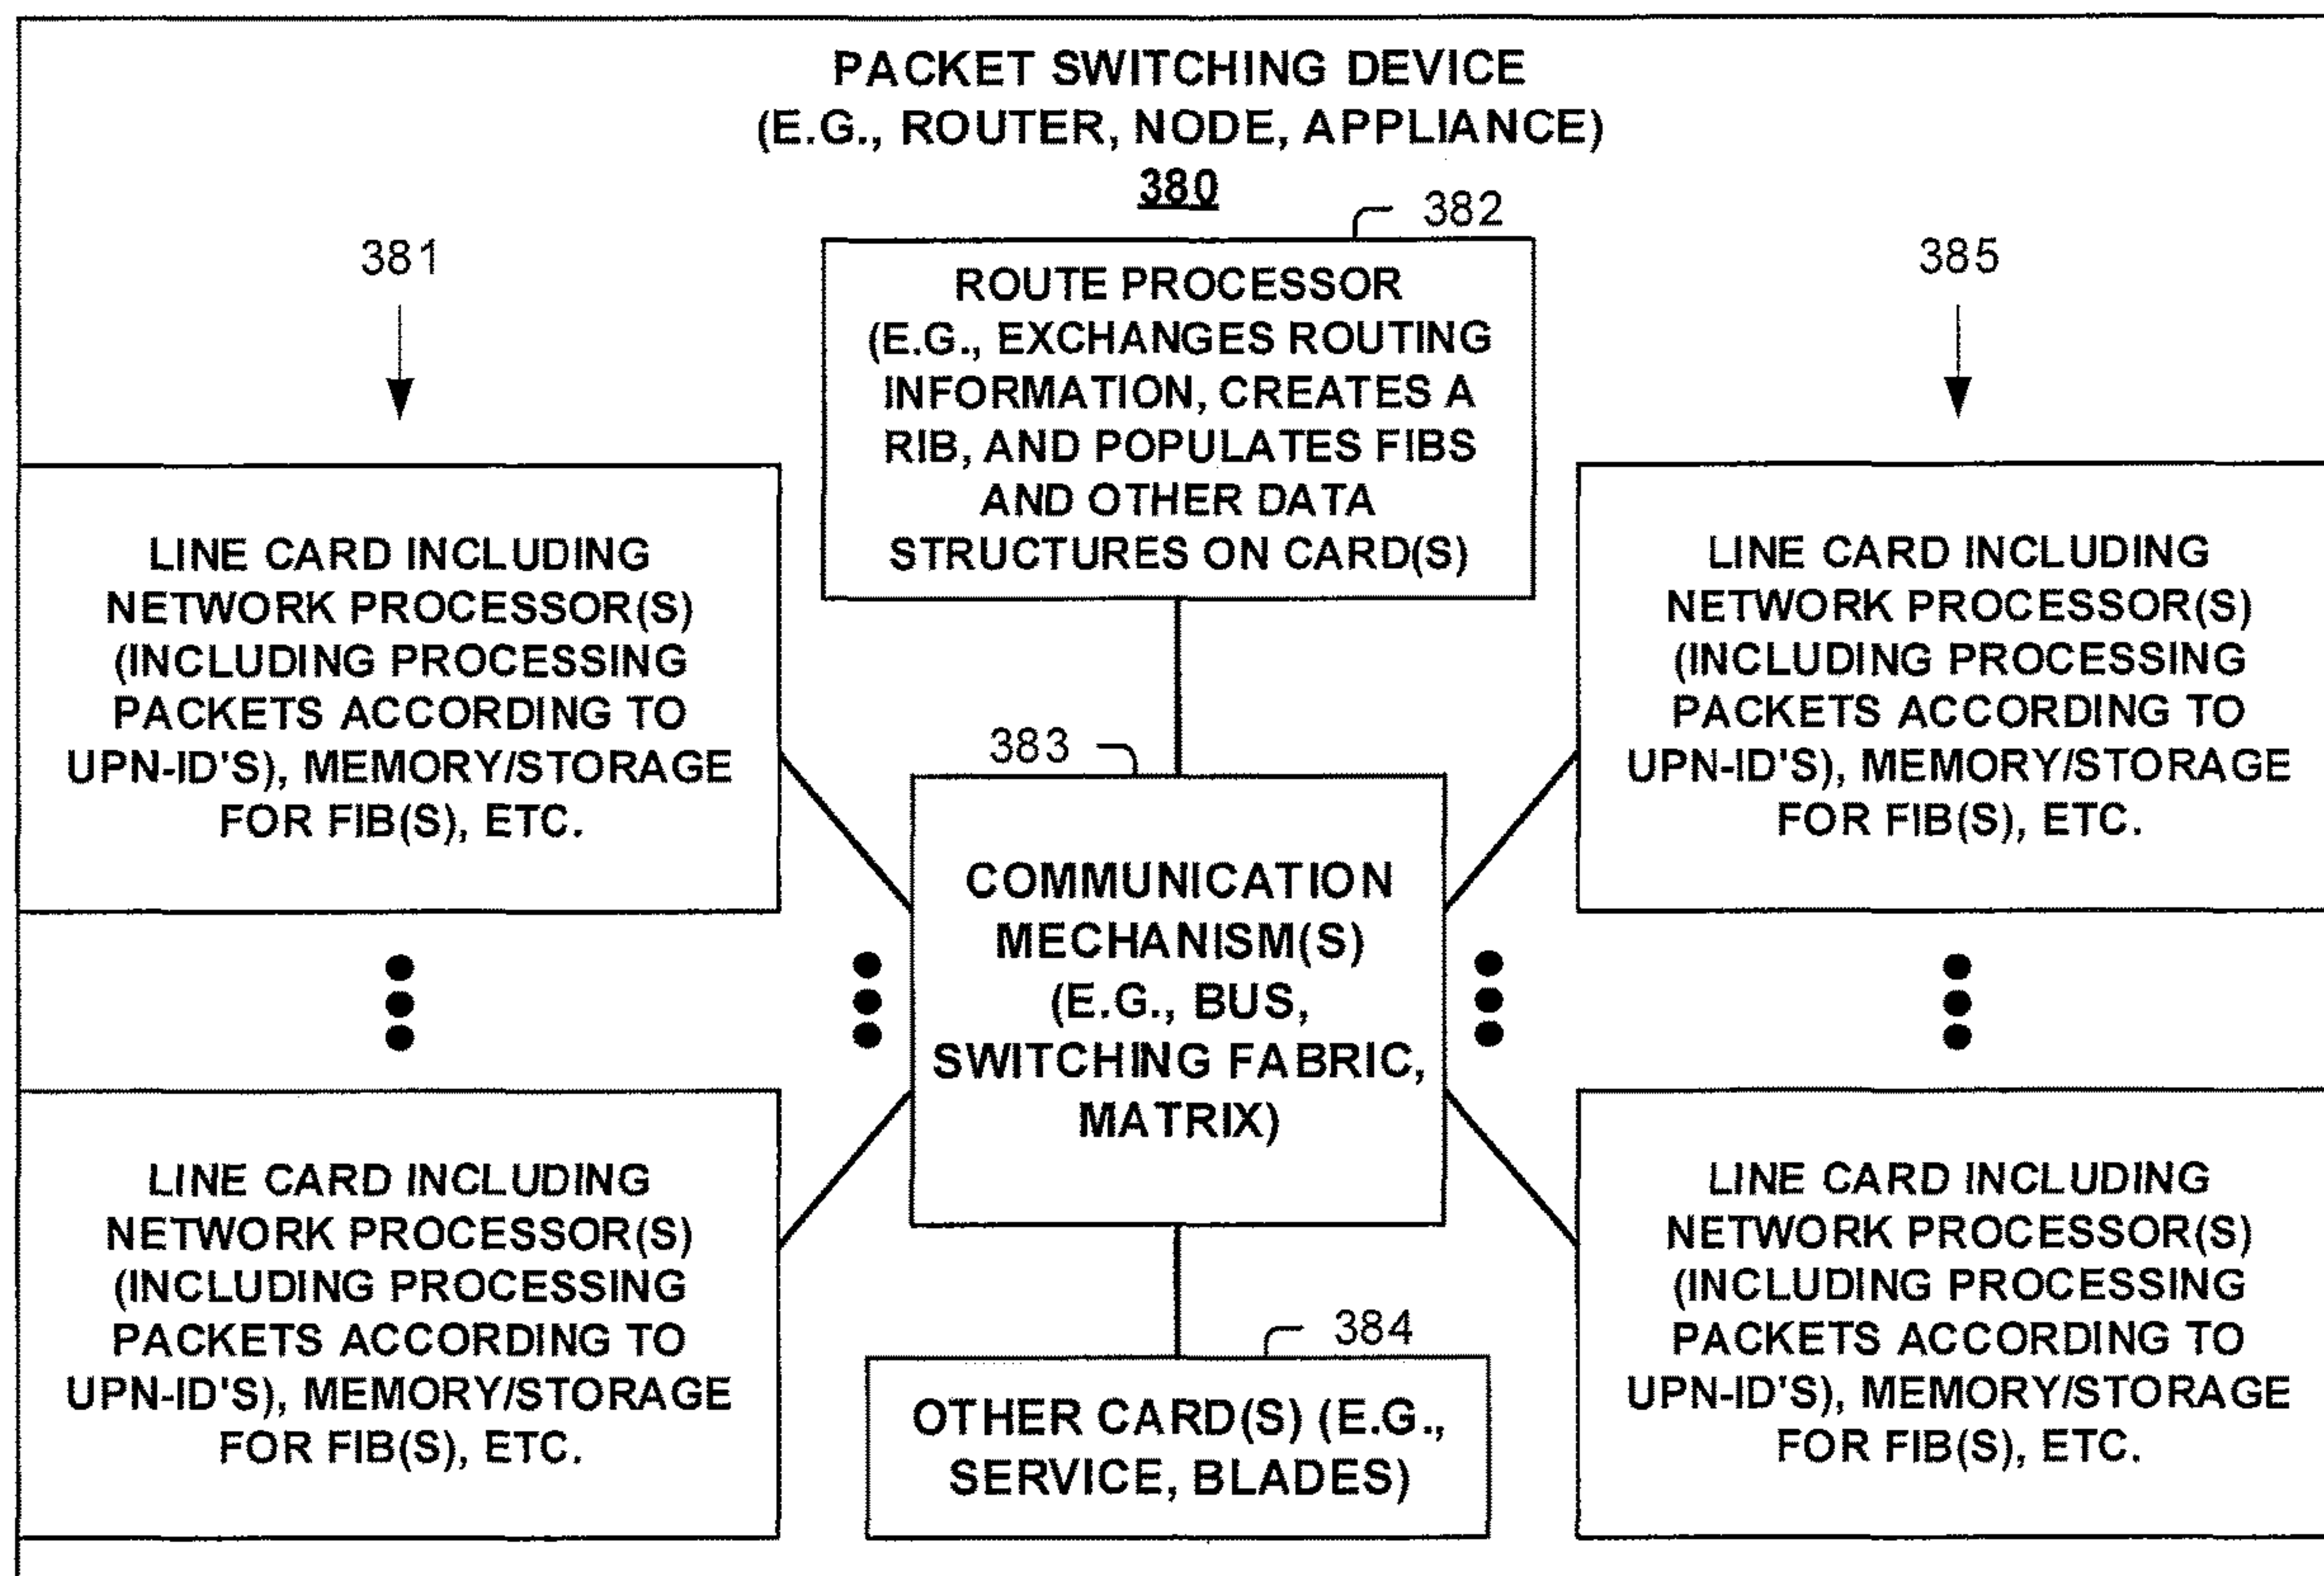 PACKET SWITCHING DEVICE
(E.G., ROUTER, NODE, APPLIANCE)
380
382
381
385
ROUTE PROCESSOR
(E.G., EXCHANGES ROUTING
INFORMATION, CREATES A
RIB, AND POPULATES FIBS
AND OTHER DATA
STRUCTURES ON CARD(S)
LINE CARD INCLUDING
NETWORK PROCESSOR(S)
(INCLUDING PROCESSING
PACKETS ACCORDING TO
UPN-ID'S), MEMORY/STORAGE
FOR FIB(S), ETC.
LINE CARD INCLUDING
NETWORK PROCESSOR(S)
(INCLUDING PROCESSING
PACKETS ACCORDING TO
UPN-ID'S), MEMORY/STORAGE
FOR FIB(S), ETC.
383
COMMUNICATION
MECHANISM(S)
(E.G., BUS,
SWITCHING FABRIC,
MATRIX)
LINE CARD INCLUDING
NETWORK PROCESSOR(S)
(INCLUDING PROCESSING
PACKETS ACCORDING TO
UPN-ID'S), MEMORY/STORAGE
FOR FIB(S), ETC.
384
OTHER CARD(S) (E.G.,
SERVICE, BLADES)
LINE CARD INCLUDING
NETWORK PROCESSOR(S)
(INCLUDING PROCESSING
PACKETS ACCORDING TO
UPN-ID'S), MEMORY/STORAGE
FOR FIB(S), ETC.